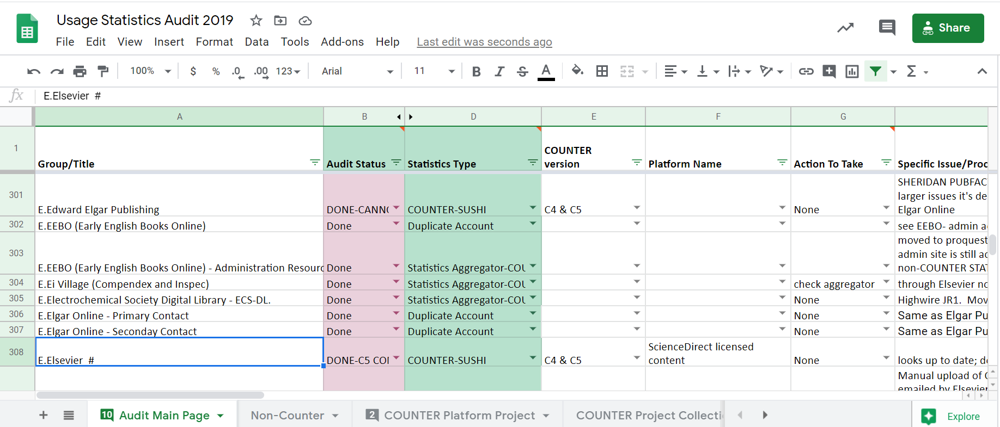 Usage Statistics Audit 2019
File Edit View Insert Format Data Tools Add-ons Help Last edit was seconds ago
Share
100% $ % .0 .00 123 Arial 11 B I S A Σ
fx E.Elsevier #
A B D E F G
1 Group/Title Audit Status Statistics Type COUNTER version Platform Name Action To Take Specific Issue/Proc
301 E.Edward Elgar Publishing DONE-CANNO COUNTER-SUSHI C4 & C5 None
SHERIDAN PUBFAC
larger issues it's de
Elgar Online
302 E.EEBO (Early English Books Online) Done Duplicate Account see EEBO- admin a
303 E.EEBO (Early English Books Online) - Administration Resourc Done Statistics Aggregator-COU
moved to proquest
admin site is still ac
non-COUNTER STAT
304 E.Ei Village (Compendex and Inspec) Done Statistics Aggregator-COU check aggregator through Elsevier no
305 E.Electrochemical Society Digital Library - ECS-DL. Done Statistics Aggregator-COU None Highwire JR1. Mov
306 E.Elgar Online - Primary Contact Done Duplicate Account None Same as Elgar Pu
307 E.Elgar Online - Seconday Contact Done Duplicate Account None Same as Elgar Pu
308 E.Elsevier # DONE-C5 COI COUNTER-SUSHI C4 & C5 ScienceDirect licensed content None looks up to date; de
Manual upload of C
emailed by Elsevier
10 Audit Main Page Non-Counter 2 COUNTER Platform Project COUNTER Project Collecti Explore